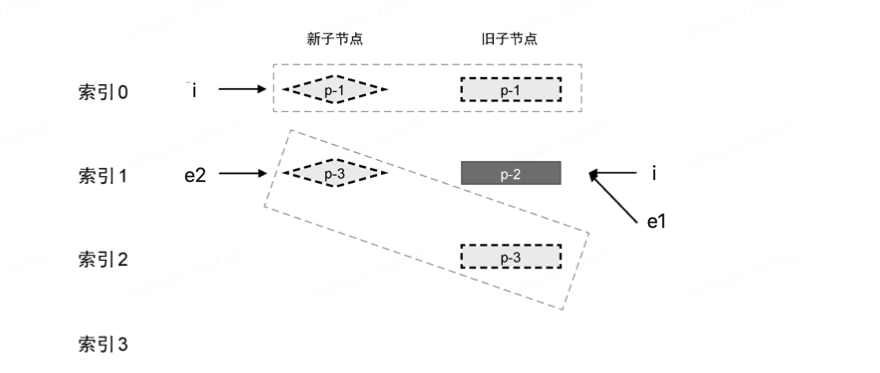 新子节点 旧子节点
索引0 i p-1 p-1
索引1 e2 p-3 p-2 i
e1
索引2 p-3
索引3